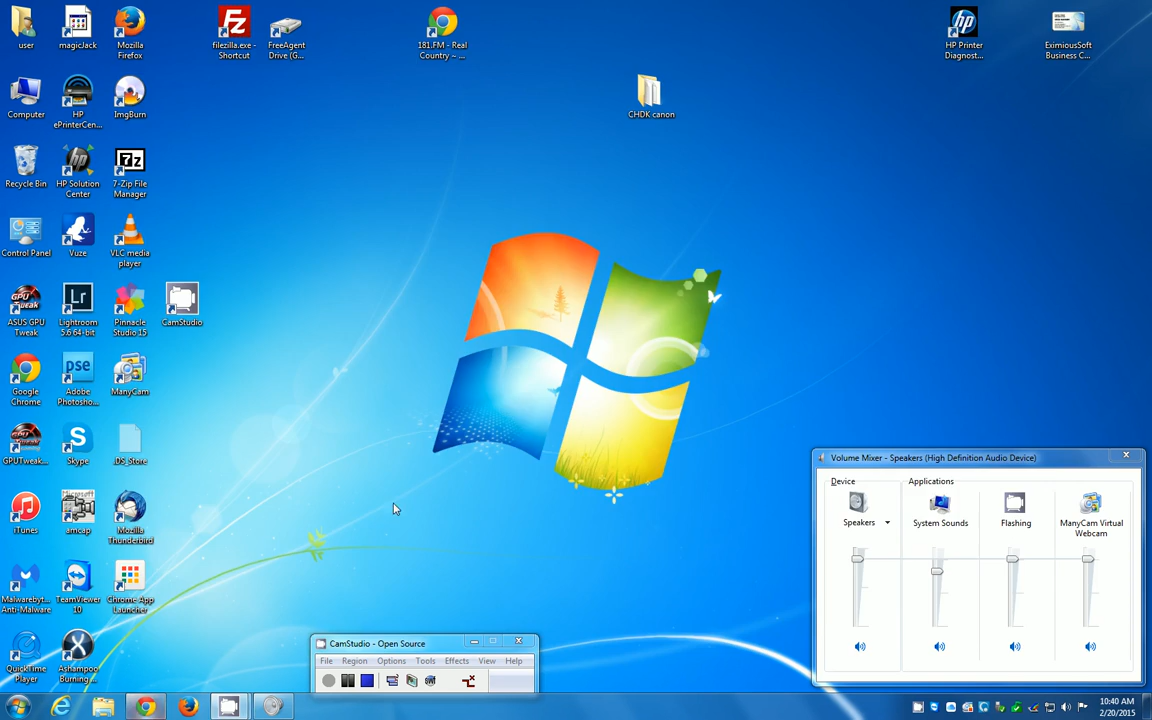 user
magicJack
Mozilla
Firefox
filezilla.exe -
Shortcut
FreeAgent
Drive (G...
181.FM - Real
Country ~ ...
HP Printer
Diagnost...
EximiousSoft
Business C...
Computer
HP
ePrinterCen...
ImgBurn
CHDK canon
Recycle Bin
HP Solution
Center
7z
7-Zip File
Manager
Control Panel
Vuze
VLC media
player
ASUS GPU
Tweak
Lr
Lightroom
5.6 64-bit
Pinnacle
Studio 15
CamStudio
Google
Chrome
pse
Adobe
Photosho...
ManyCam
GPUTweak...
Skype
.DS_Store
iTunes
amcap
Mozilla
Thunderbird
Malwarebyt...
Anti-Malware
TeamViewer
10
Chrome App
Launcher
QuickTime
Player
Ashampoo
Burning ...
CamStudio - Open Source
File Region Options Tools Effects View Help
Volume Mixer - Speakers (High Definition Audio Device)
Device
Applications
Speakers
System Sounds
Flashing
ManyCam Virtual
Webcam
10:40 AM
2/20/2015